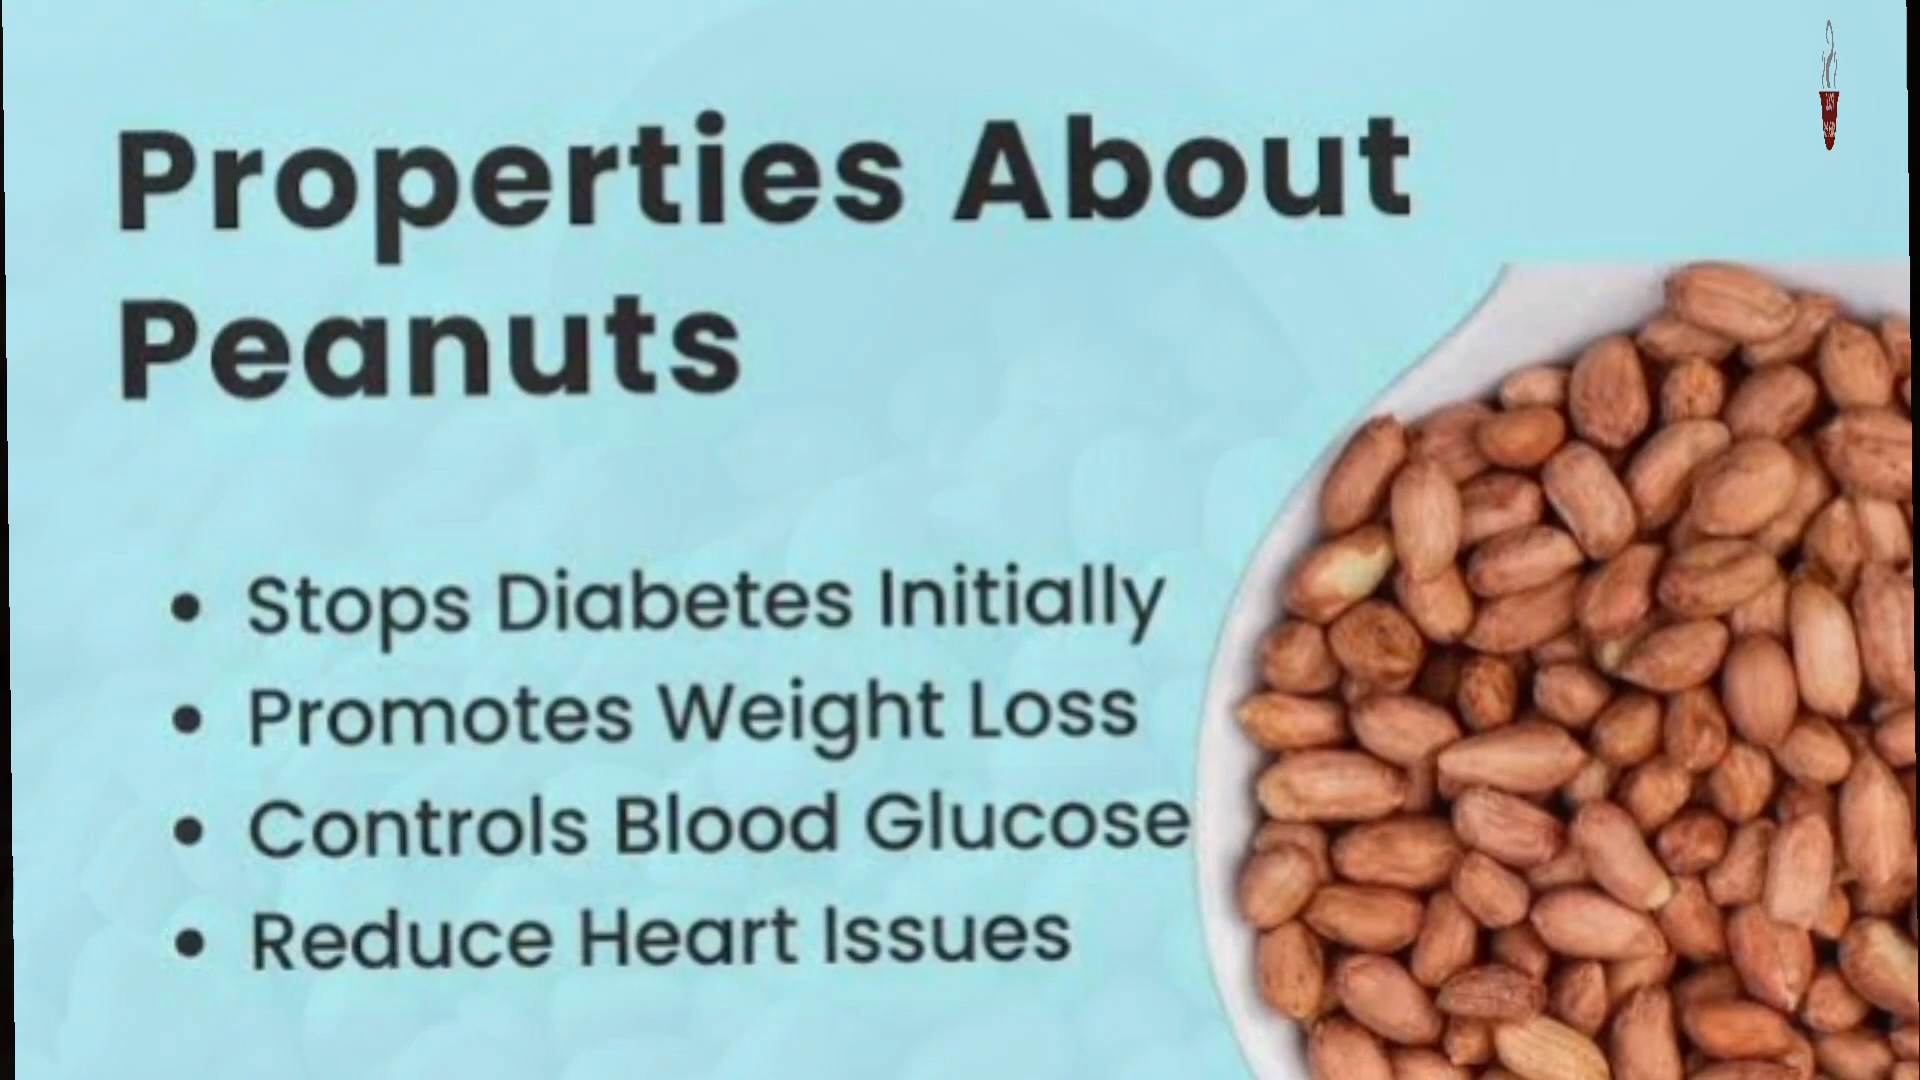 Properties About
Peanuts
• Stops Diabetes Initially
• Promotes Weight Loss
• Controls Blood Glucose
• Reduce Heart Issues